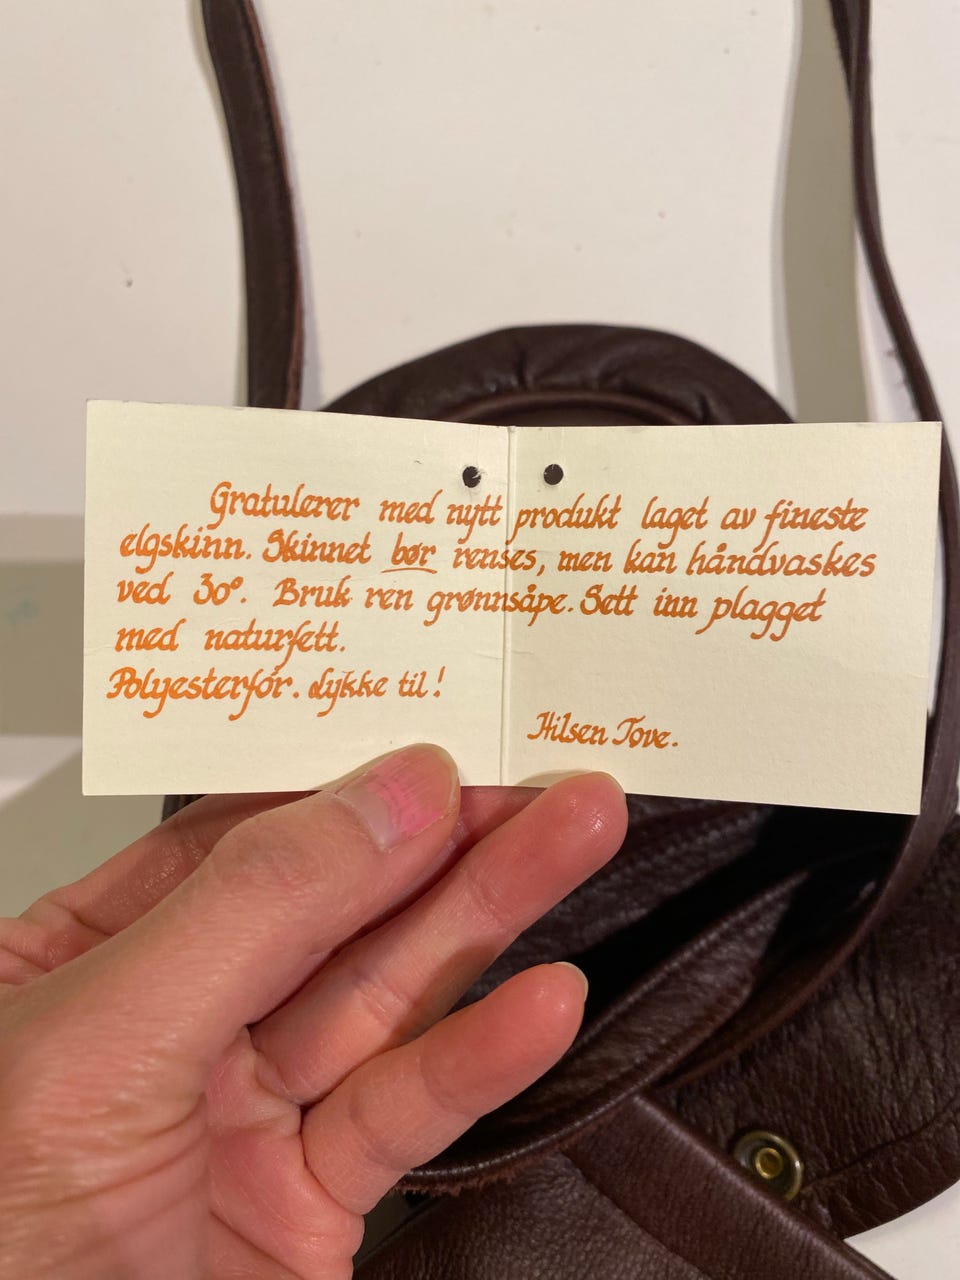 Gratulerer med nytt produkt laget av fineste
elgskinn. Skinnet bør renses, men kan håndvaskes
ved 30°. Bruk ren grønnsåpe. Sett inn plagget
med naturfett.
Polyesterfór. Lykke til!
Hilsen Tove.